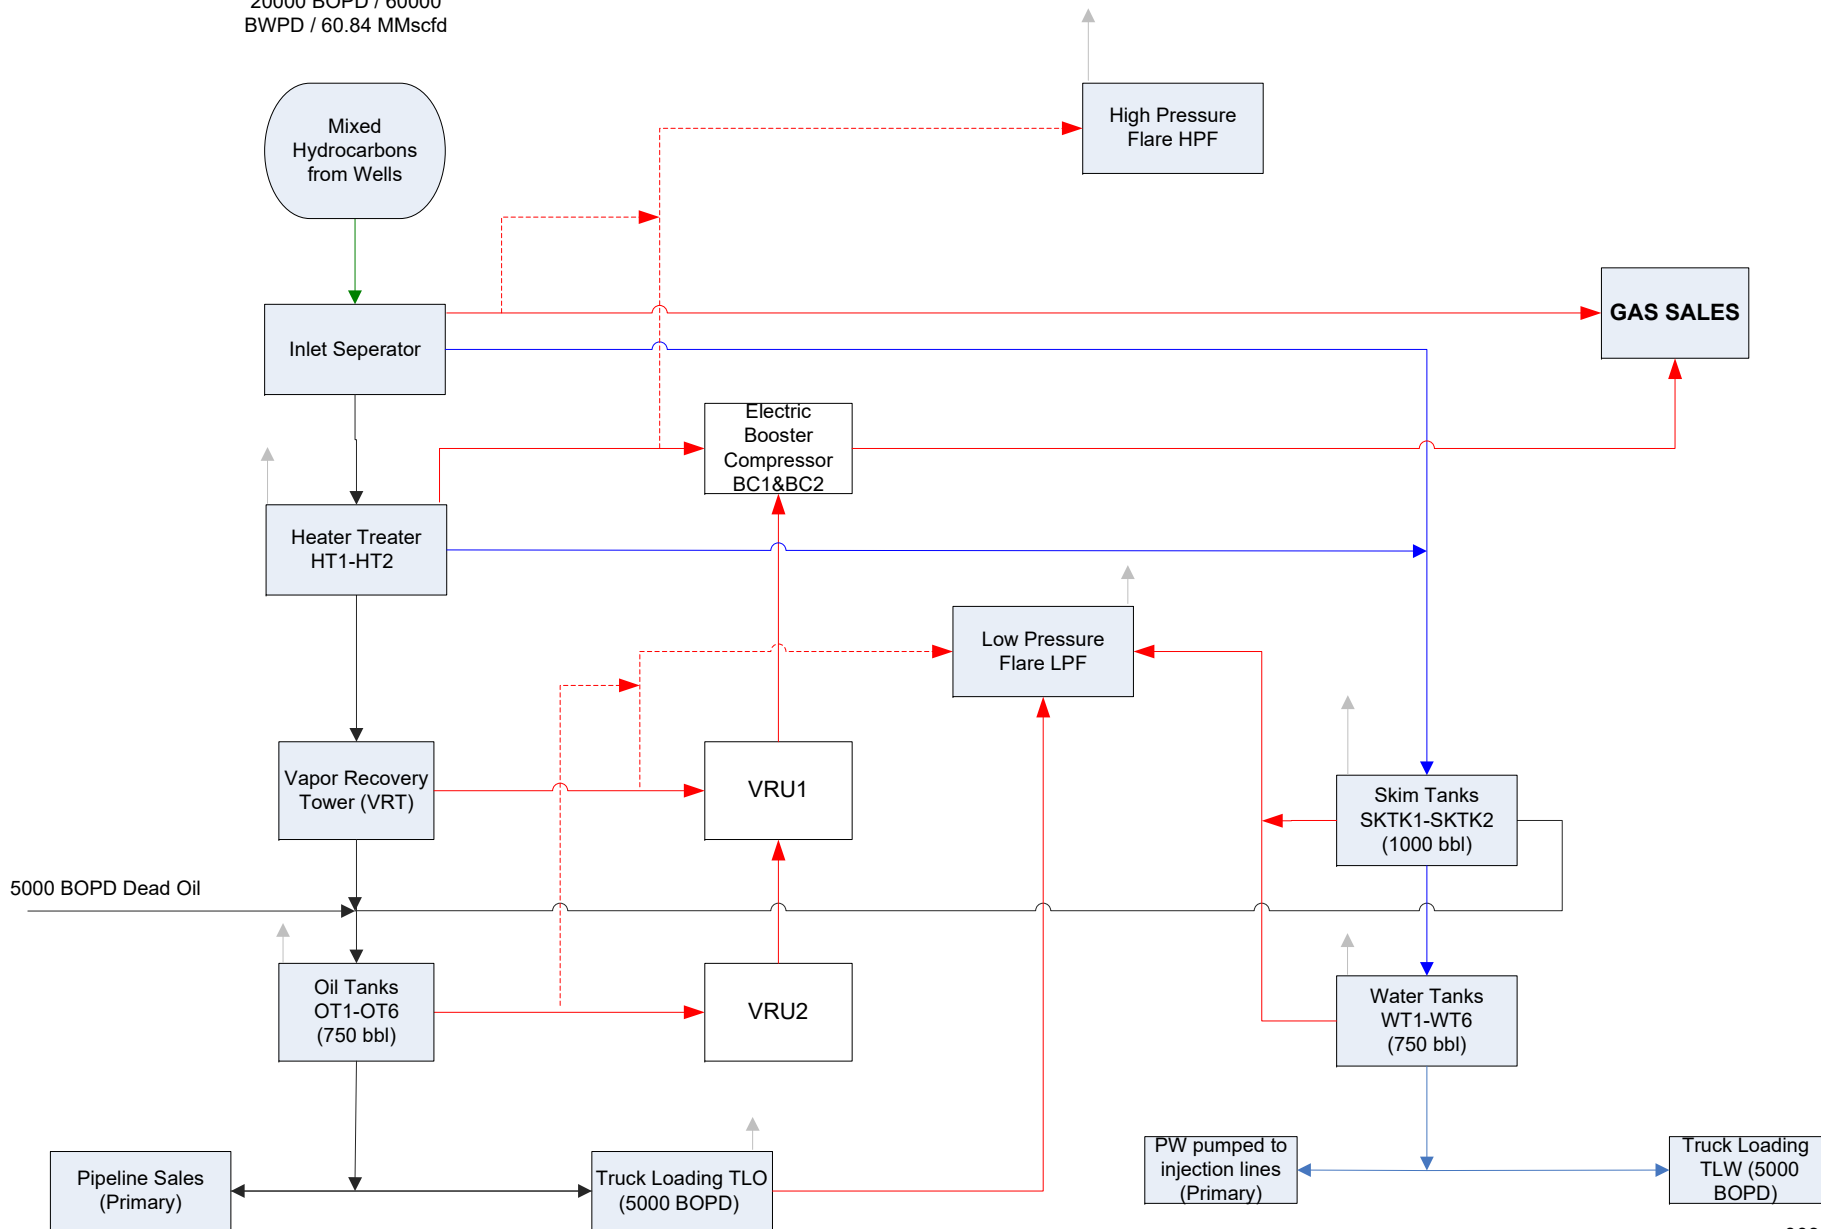 20000 BOPD / 60000
BWPD / 60.84 MMscfd
Mixed
Hydrocarbons
from Wells
High Pressure
Flare HPF
GAS SALES
Inlet Seperator
Electric
Booster
Compressor
BC1&BC2
Heater Treater
HT1-HT2
Low Pressure
Flare LPF
Vapor Recovery
Tower (VRT)
VRU1
Skim Tanks
SKTK1-SKTK2
(1000 bbl)
5000 BOPD Dead Oil
Oil Tanks
OT1-OT6
(750 bbl)
VRU2
Water Tanks
WT1-WT6
(750 bbl)
Pipeline Sales
(Primary)
Truck Loading TLO
(5000 BOPD)
PW pumped to
injection lines
(Primary)
Truck Loading
TLW (5000
BOPD)